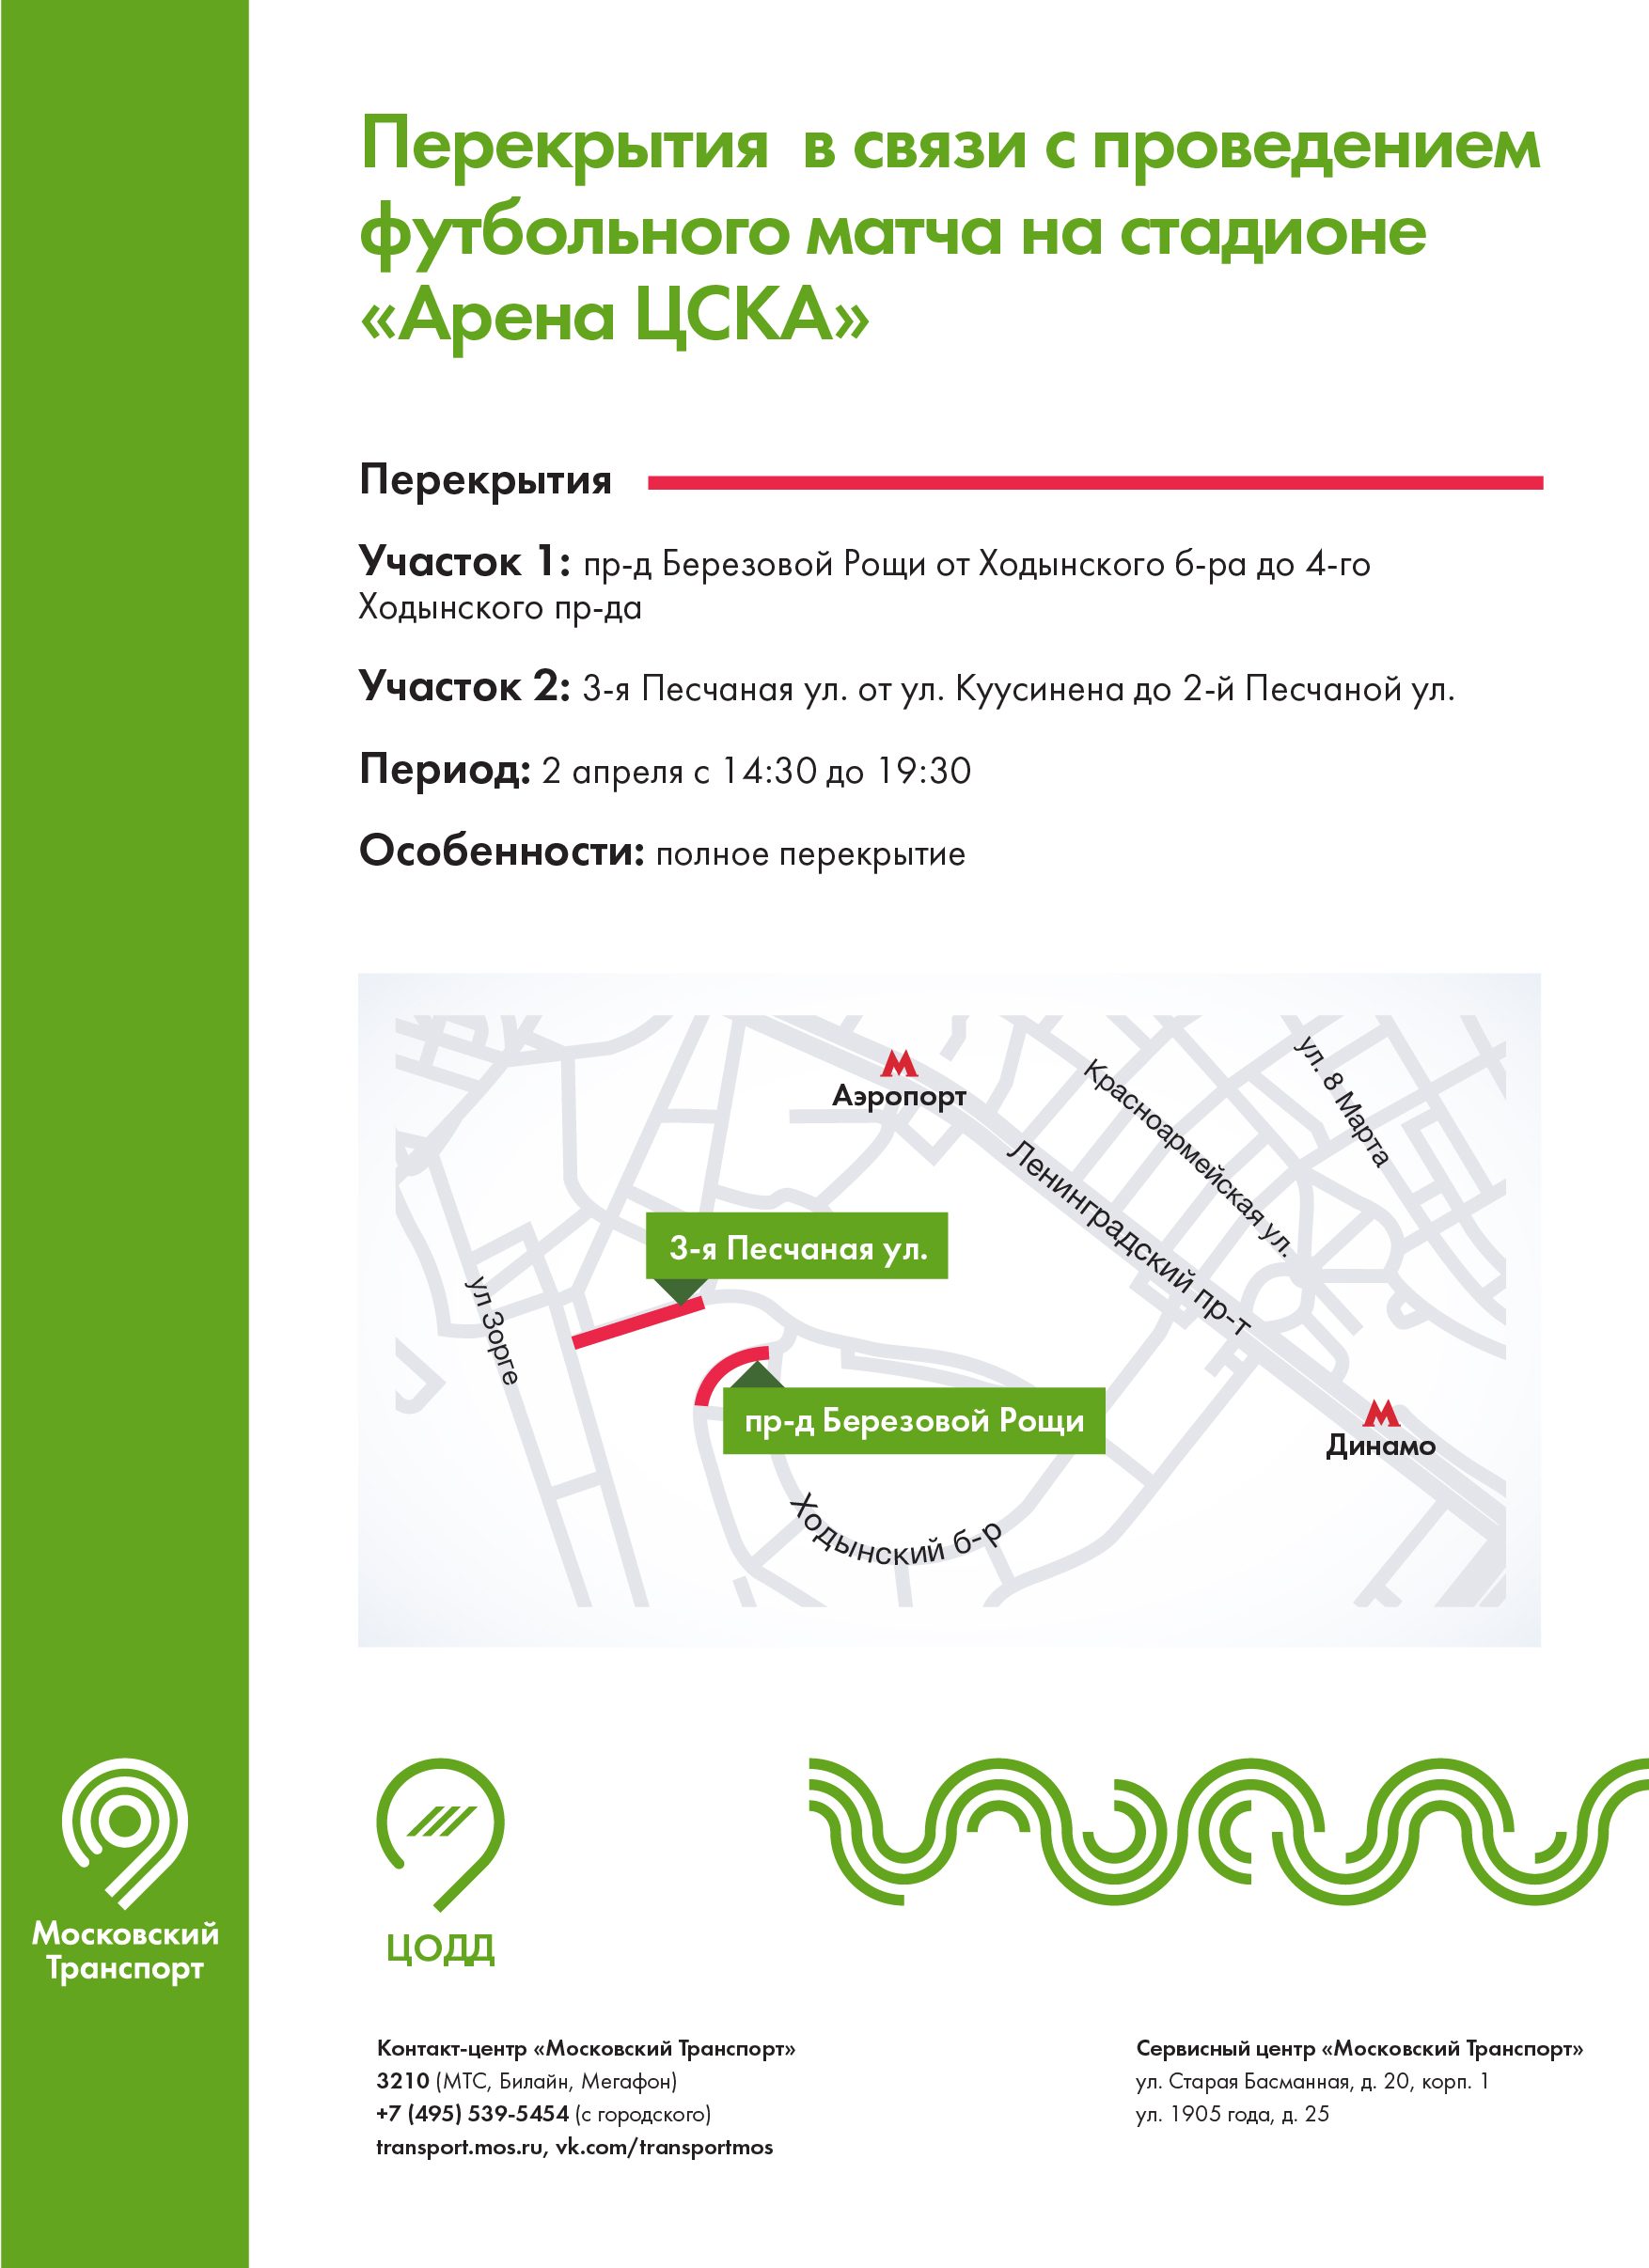 Перекрытия в связи с проведением
футбольного матча на стадионе
«Арена ЦСКА»
Перекрытия
Участок 1: пр-д Березовой Рощи от Ходынского б-ра до 4-го
Ходынского пр-да
Участок 2: 3-я Песчаная ул. от ул. Куусинена до 2-й Песчаной ул.
Период: 2 апреля с 14:30 до 19:30
Особенности: полное перекрытие
Аэропорт
Красноармейская ул.
ул. 8 Марта
Ленинградский пр-т
3-я Песчаная ул.
ул Зорге
пр-д Березовой Рощи
Динамо
Ходынский б-р
Московский
Транспорт
ЦОДД
Контакт-центр «Московский Транспорт»
3210 (МТС, Билайн, Мегафон)
+7 (495) 539-5454 (с городского)
transport.mos.ru, vk.com/transportmos
Сервисный центр «Московский Транспорт»
ул. Старая Басманная, д. 20, корп. 1
ул. 1905 года, д. 25